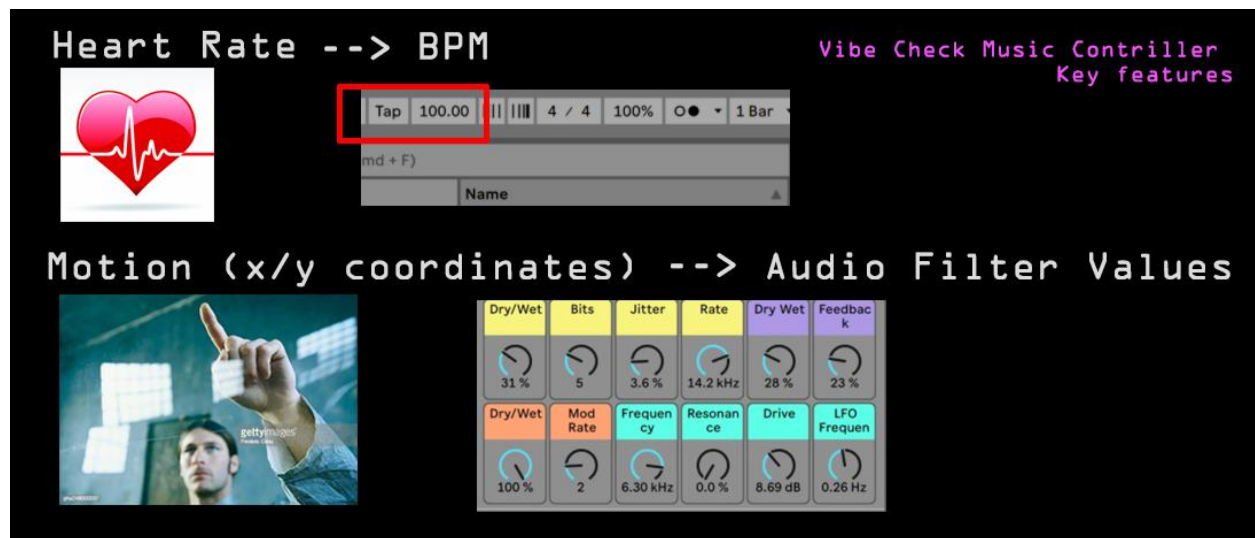 Heart Rate --> BPM
Vibe Check Music Contriller
Key features
Tap 100.00 4 / 4 100% 1 Bar
md + F)
Name
Motion (x/y coordinates) --> Audio Filter Values
Dry/Wet Bits Jitter Rate Dry Wet Feedbac
k
31 % 5 3.6 % 14.2 kHz 28 % 23 %
Dry/Wet Mod Frequen Resonan Drive LFO
Rate cy ce Frequen
100 % 2 6.30 kHz 0.0 % 8.69 dB 0.26 Hz
gettyimages